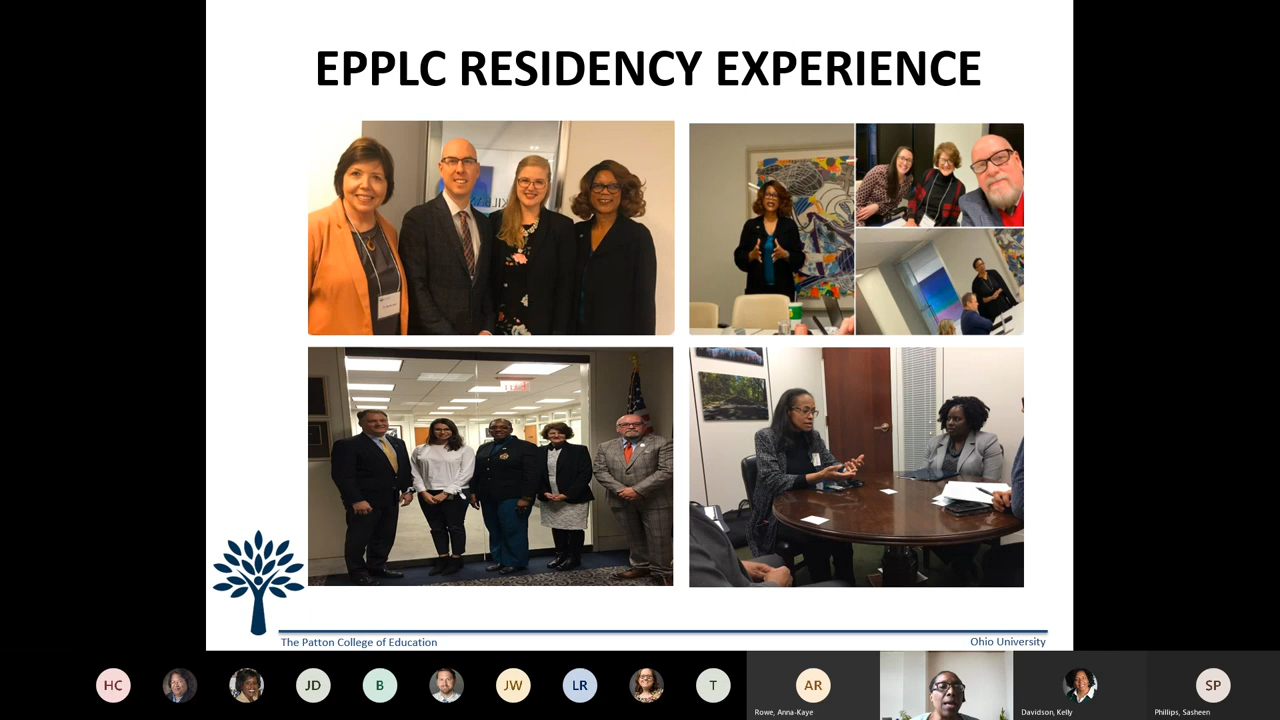 EPPLC RESIDENCY EXPERIENCE
The Patton College of Education
Ohio University
HC
JD
B
JW
LR
T
AR
SP
Rowe, Anna-Kaye
Davidson, Kelly
Phillips, Sasheen